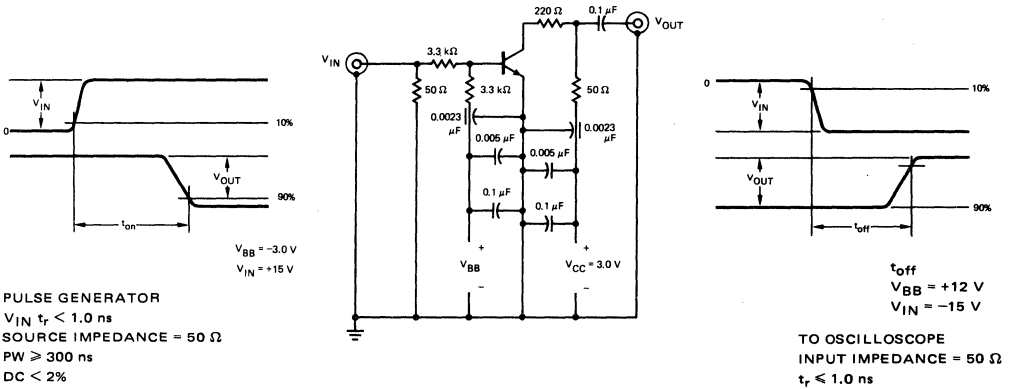 V_IN
0
10%
V_OUT
90%
t_on
V_BB = −3.0 V
V_IN = +15 V
PULSE GENERATOR
V_IN t_r < 1.0 ns
SOURCE IMPEDANCE = 50 Ω
PW ⩾ 300 ns
DC < 2%
220 Ω
0.1 μF
V_OUT
V_IN
3.3 kΩ
50 Ω
3.3 kΩ
50 Ω
0.0023
μF
0.0023
μF
0.005 μF
0.005 μF
0.1 μF
0.1 μF
+
+
V_BB
V_CC = 3.0 V
−
−
0
10%
V_IN
V_OUT
90%
t_off
t_off
V_BB = +12 V
V_IN = −15 V
TO OSCILLOSCOPE
INPUT IMPEDANCE = 50 Ω
t_r ⩽ 1.0 ns